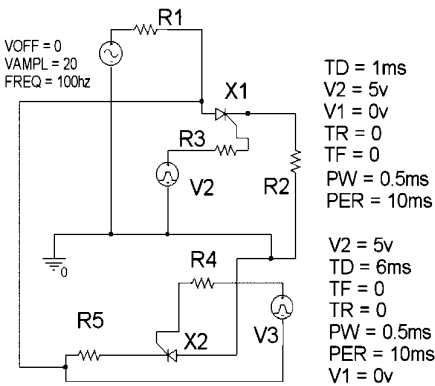 R1
VOFF = 0
VAMPL = 20
FREQ = 100hz
X1
R3
V2
R2
0
TD = 1ms
V2 = 5v
V1 = 0v
TR = 0
TF = 0
PW = 0.5ms
PER = 10ms
R4
R5
X2
V3
V2 = 5v
TD = 6ms
TF = 0
TR = 0
PW = 0.5ms
PER = 10ms
V1 = 0v